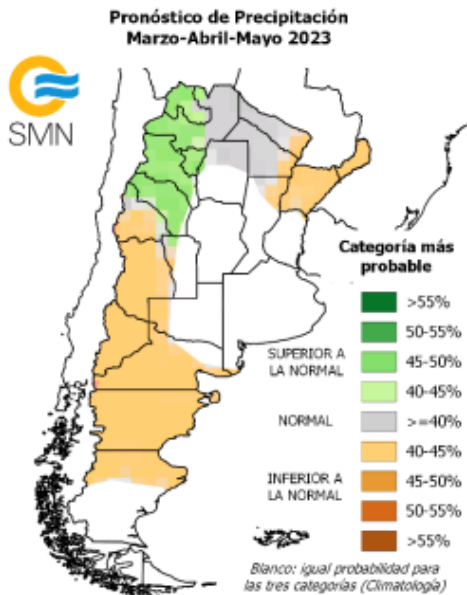 Pronóstico de Precipitación
Marzo-Abril-Mayo 2023
SMN
Categoría más
probable
>55%
50-55%
SUPERIOR A
LA NORMAL
45-50%
40-45%
NORMAL
>=40%
40-45%
INFERIOR A
LA NORMAL
45-50%
50-55%
>55%
Blanco: igual probabilidad para
las tres categorías (Climatología)